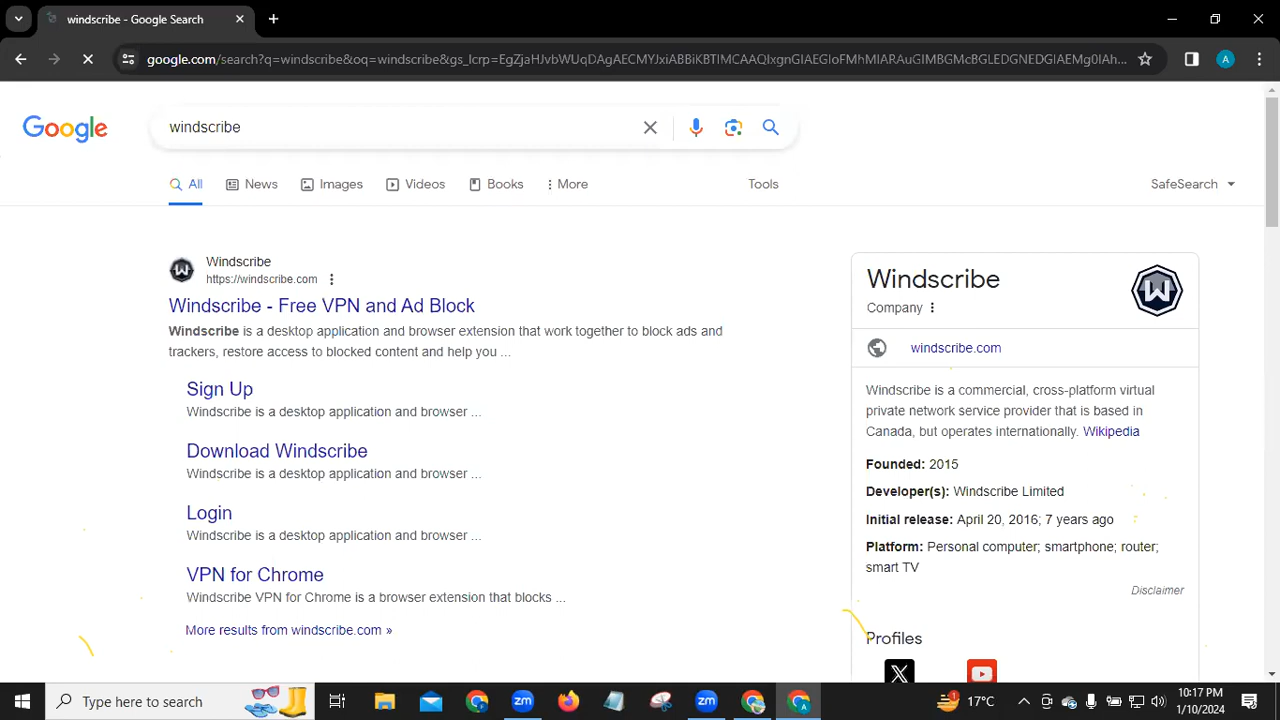 windscribe - Google Search
google.com/search?q=windscribe&oq=windscribe&gs_lcrp=EgZjaHJvbWUqDAgAECMYJxiABBiKBTIMCAAQIxgnGIAEGIoFMhMIARAuGIMBGMcBGLEDGNEDGIAEMg0IAh...
A
Google
windscribe
All
News
Images
Videos
Books
More
Tools
SafeSearch
Windscribe
https://windscribe.com
Windscribe - Free VPN and Ad Block
Windscribe is a desktop application and browser extension that work together to block ads and
trackers, restore access to blocked content and help you ...
Sign Up
Windscribe is a desktop application and browser ...
Download Windscribe
Windscribe is a desktop application and browser ...
Login
Windscribe is a desktop application and browser ...
VPN for Chrome
Windscribe VPN for Chrome is a browser extension that blocks ...
More results from windscribe.com »
Windscribe
W
Company
windscribe.com
Windscribe is a commercial, cross-platform virtual
private network service provider that is based in
Canada, but operates internationally. Wikipedia
Founded: 2015
Developer(s): Windscribe Limited
Initial release: April 20, 2016; 7 years ago
Platform: Personal computer; smartphone; router;
smart TV
Disclaimer
Profiles
X
Type here to search
zm
zm
A
1
17°C
10:17 PM
1/10/2024